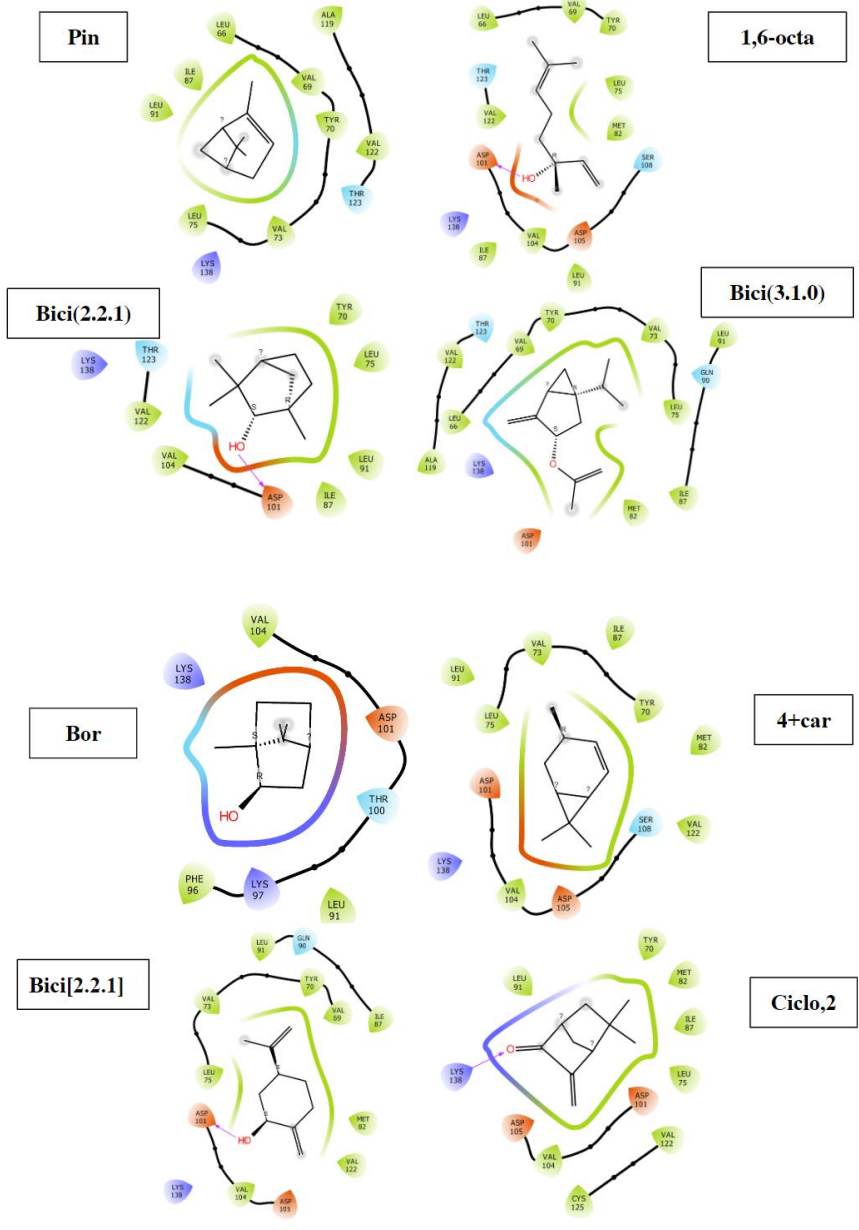 Pin
LEU
66
ALA
119
ILE
87
VAL
69
LEU
91
TYR
70
?
?
VAL
122
THR
123
LEU
75
VAL
73
LYS
138
1,6-octa
LEU
66
VAL
69
TYR
70
THR
123
LEU
75
VAL
122
MET
82
ASP
101
R
HO
SER
108
LYS
138
VAL
104
ASP
105
ILE
87
LEU
91
Bici(2.2.1)
TYR
70
THR
123
LYS
138
LEU
75
?
R
S
VAL
122
HO
VAL
104
LEU
91
ASP
101
ILE
87
Bici(3.1.0)
TYR
70
THR
123
VAL
69
VAL
73
LEU
91
VAL
122
GLN
90
?
S
LEU
66
LEU
75
S
ALA
119
LYS
138
O
ILE
87
MET
82
ASP
101
Bor
VAL
104
LYS
138
ASP
101
S
?
R
HO
THR
100
PHE
96
LYS
97
LEU
91
4+car
ILE
87
VAL
73
LEU
91
TYR
70
LEU
75
R
MET
82
ASP
101
?
?
SER
108
VAL
122
LYS
138
VAL
104
ASP
105
Bici[2.2.1]
LEU
91
GLN
90
TYR
70
VAL
73
VAL
69
ILE
87
LEU
75
ASP
101
HO
MET
82
VAL
122
LYS
138
VAL
104
ASP
Ciclo,2
TYR
70
LEU
91
MET
82
?
ILE
87
O
?
LYS
138
LEU
75
ASP
101
ASP
105
VAL
122
VAL
104
CYS
125